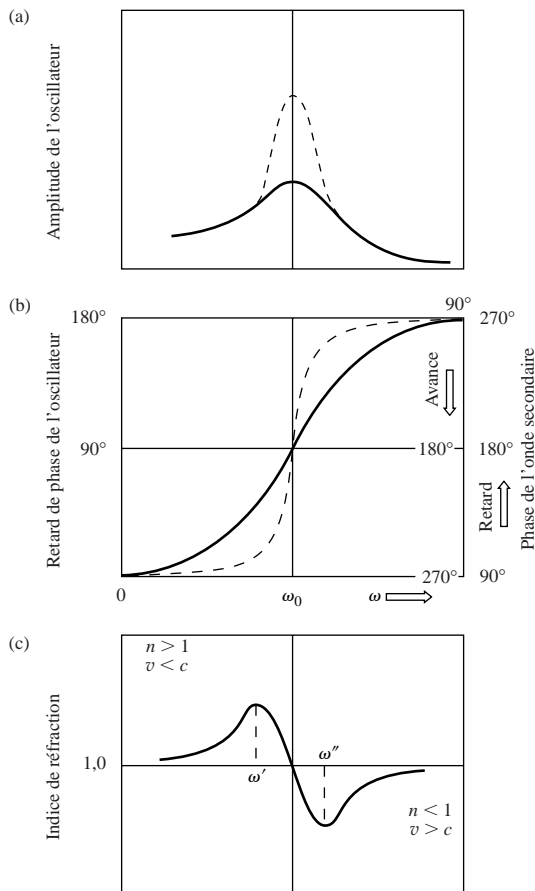 (a)
Amplitude de l'oscillateur
(b)
Retard de phase de l'oscillateur
180°
90°
0
ω0
ω
90°
180°
270°
Avance
Retard
270°
180°
90°
Phase de l'onde secondaire
(c)
Indice de réfraction
n > 1
v < c
1,0
ω′
ω″
n < 1
v > c